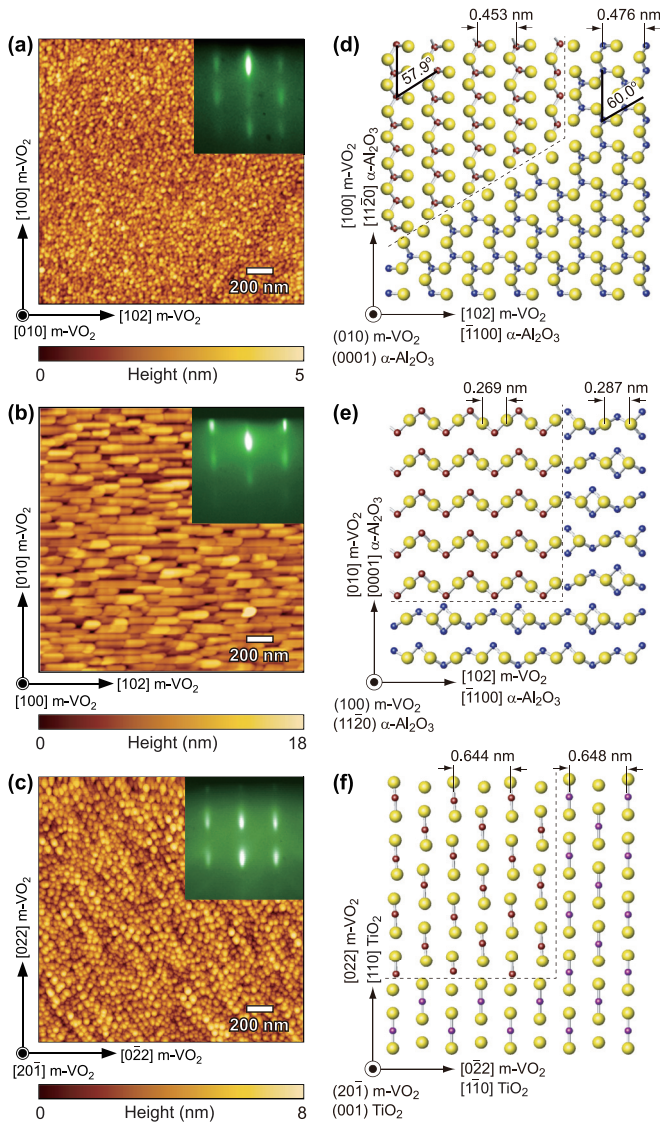 (a)
200 nm
[100] m-VO₂
[102] m-VO₂
[010] m-VO₂
0
5
Height (nm)
(d)
0.453 nm
0.476 nm
57.9°
60.0°
[100] m-VO₂
[112̄0] α-Al₂O₃
[102] m-VO₂
[1̄100] α-Al₂O₃
(010) m-VO₂
(0001) α-Al₂O₃
(b)
200 nm
[010] m-VO₂
[102] m-VO₂
[100] m-VO₂
0
18
Height (nm)
(e)
0.269 nm
0.287 nm
[010] m-VO₂
[0001] α-Al₂O₃
[102] m-VO₂
[1̄100] α-Al₂O₃
(100) m-VO₂
(112̄0) α-Al₂O₃
(c)
200 nm
[022] m-VO₂
[02̄2] m-VO₂
[201̄] m-VO₂
0
8
Height (nm)
(f)
0.644 nm
0.648 nm
[022] m-VO₂
[110] TiO₂
[02̄2] m-VO₂
[11̄0] TiO₂
(201̄) m-VO₂
(001) TiO₂